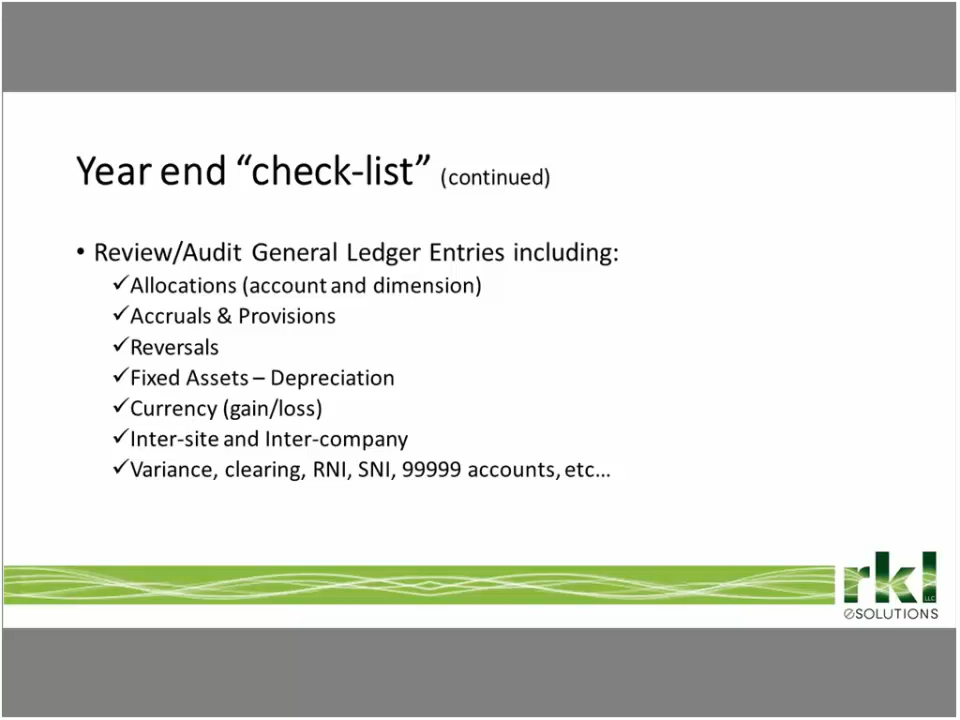 Year end “check-list” (continued)
• Review/Audit General Ledger Entries including:
✓Allocations (account and dimension)
✓Accruals & Provisions
✓Reversals
✓Fixed Assets – Depreciation
✓Currency (gain/loss)
✓Inter-site and Inter-company
✓Variance, clearing, RNI, SNI, 99999 accounts, etc…
rkl LLC
eSOLUTIONS